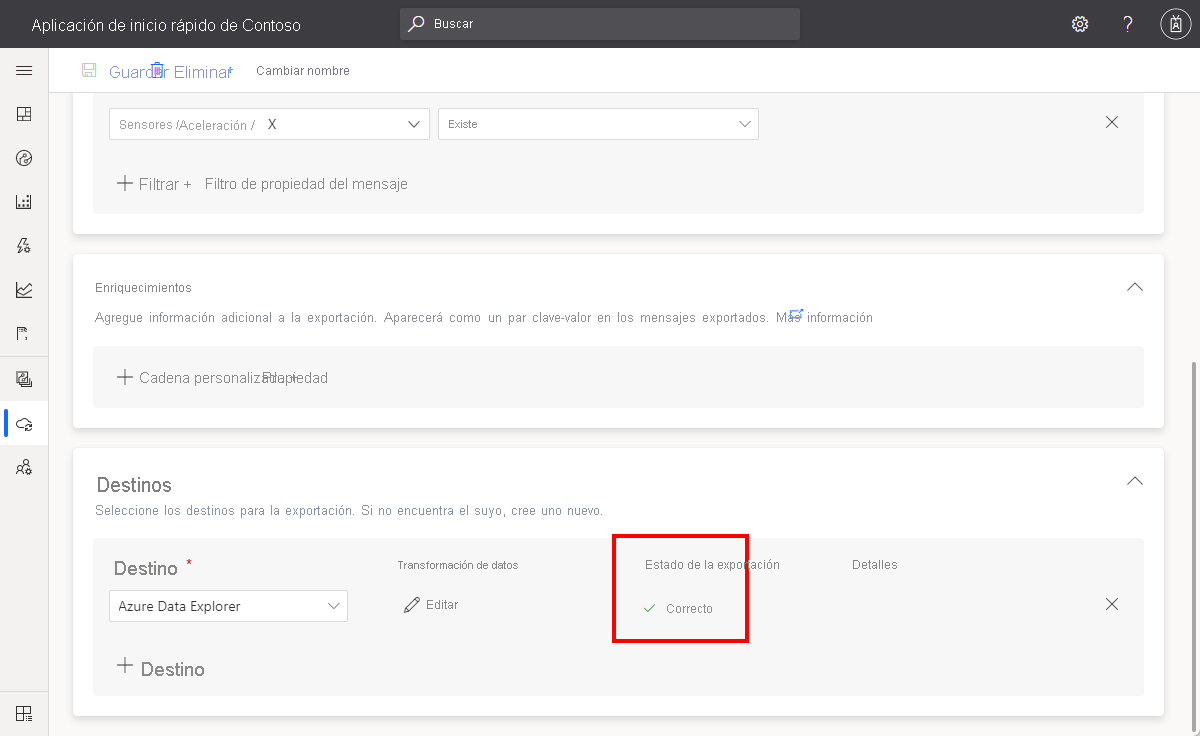 Aplicación de inicio rápido de Contoso
Buscar
Guardar Eliminar
Cambiar nombre
Sensores /Aceleración / X
Existe
Filtrar + Filtro de propiedad del mensaje
Enriquecimientos
Agregue información adicional a la exportación. Aparecerá como un par clave-valor en los mensajes exportados. Más información
Cadena personalizada + Propiedad
Destinos
Seleccione los destinos para la exportación. Si no encuentra el suyo, cree uno nuevo.
Destino *
Transformación de datos
Estado de la exportación
Detalles
Azure Data Explorer
Editar
Correcto
Destino